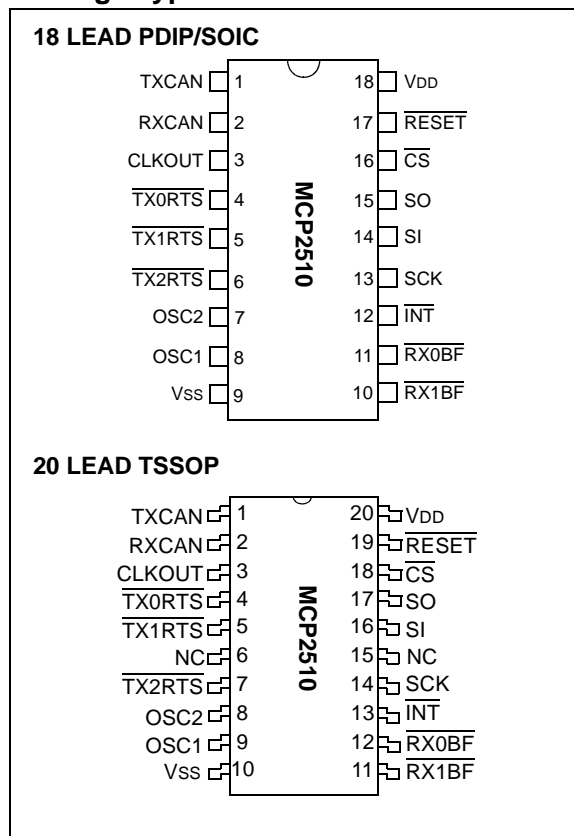 18 LEAD PDIP/SOIC
TXCAN 1 18 VDD
RXCAN 2 17 RESET
CLKOUT 3 16 CS
TX0RTS 4 15 SO
TX1RTS 5 14 SI
TX2RTS 6 13 SCK
OSC2 7 12 INT
OSC1 8 11 RX0BF
Vss 9 10 RX1BF
MCP2510
20 LEAD TSSOP
TXCAN 1 20 VDD
RXCAN 2 19 RESET
CLKOUT 3 18 CS
TX0RTS 4 17 SO
TX1RTS 5 16 SI
NC 6 15 NC
TX2RTS 7 14 SCK
OSC2 8 13 INT
OSC1 9 12 RX0BF
Vss 10 11 RX1BF
MCP2510